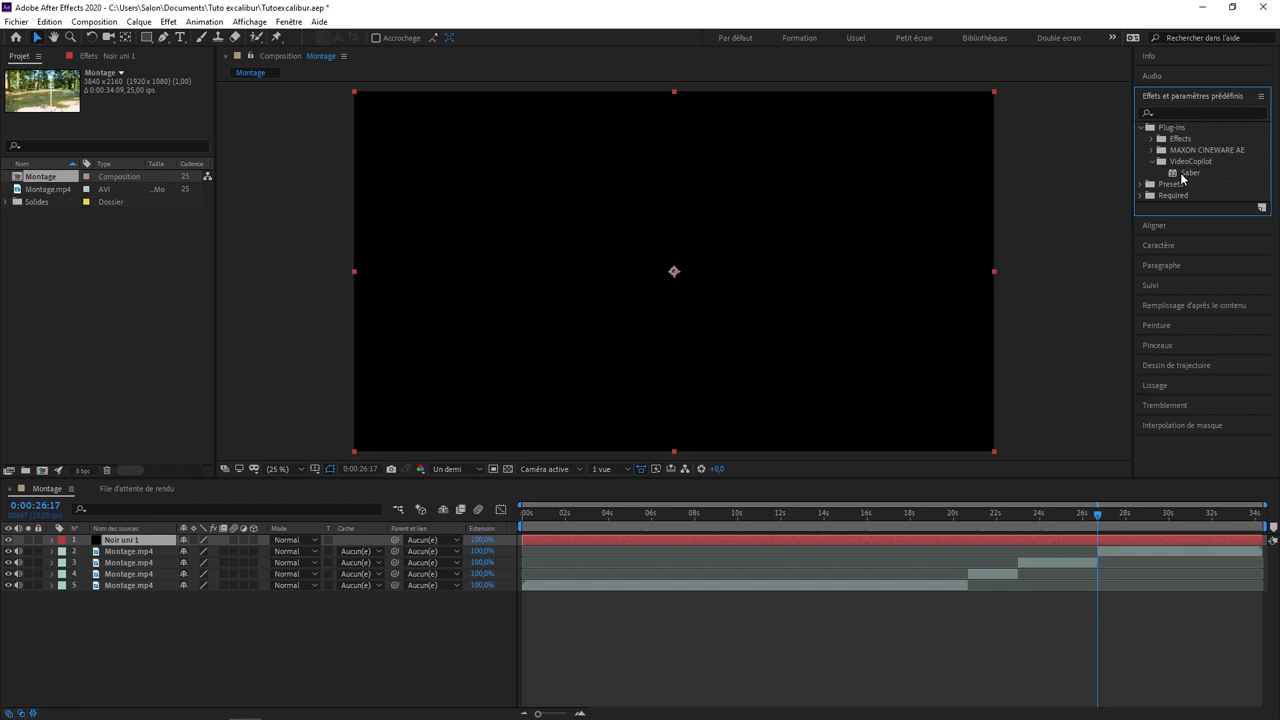 Adobe After Effects 2020 - C:\Users\Salon\Documents\Tuto excalibur\Tutoexcalibur.aep *
Fichier Edition Composition Calque Effet Animation Affichage Fenêtre Aide
Accrochage Par défaut Formation Usuel Petit écran Bibliothèques Double ecran Rechercher dans l'aide
Projet Effets Noir uni 1 Composition Montage Info
Montage Montage Audio
3840 x 2160 (1920 x 1080) (1,00)
Δ 0:00:34:09, 25,00 ips
Effets et paramètres prédéfinis
Plug-ins
Effects
MAXON CINEWARE AE
VideoCopilot
Saber
Presets
Required
Nom Type Taille Cadence
Montage Composition 25
Montage.mp4 AVI ...Mo 25
Solides Dossier
Aligner
Caractère
Paragraphe
Suivi
Remplissage d'après le contenu
Peinture
Pinceaux
Dessin de trajectoire
Lissage
Tremblement
Interpolation de masque
8 bpc (25 %) 0:00:26:17 Un demi Caméra active 1 vue +0,0
Montage File d'attente de rendu
0:00:26:17
00667 (25.00 ips)
:00s 02s 04s 06s 08s 10s 12s 14s 16s 18s 20s 22s 24s 26s 28s 30s 32s 34s
N° Nom des sources Mode T .Cache Parent et lien Extension
1 Noir uni 1 Normal Aucun(e) 100,0%
2 Montage.mp4 Normal Aucun(e) Aucun(e) 100,0%
3 Montage.mp4 Normal Aucun(e) Aucun(e) 100,0%
4 Montage.mp4 Normal Aucun(e) Aucun(e) 100,0%
5 Montage.mp4 Normal Aucun(e) Aucun(e) 100,0%